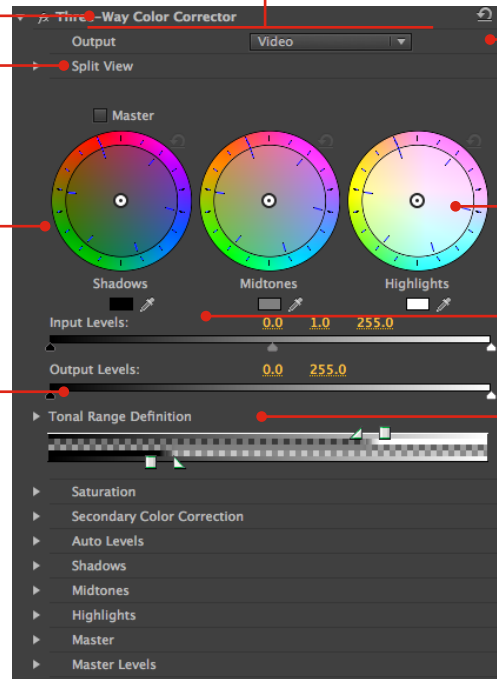 fx Three-Way Color Corrector
Output Video
Split View
Master
Shadows Midtones Highlights
Input Levels: 0.0 1.0 255.0
Output Levels: 0.0 255.0
Tonal Range Definition
Saturation
Secondary Color Correction
Auto Levels
Shadows
Midtones
Highlights
Master
Master Levels